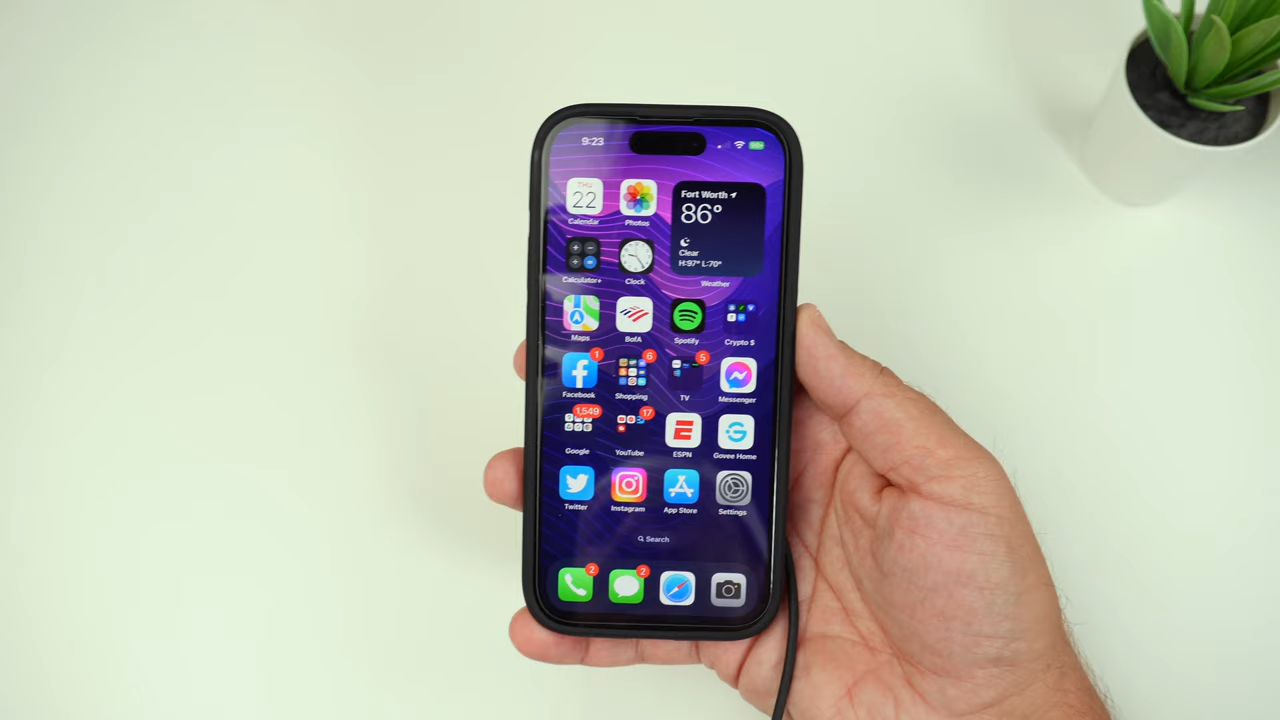 9:23
THU
22
Calendar
Photos
Fort Worth
86°
Clear
H:97° L:70°
Weather
Calculator+
Clock
Maps
BofA
Spotify
Crypto $
1
Facebook
6
Shopping
5
TV
Messenger
1,549
Google
17
YouTube
ESPN
Govee Home
Twitter
Instagram
App Store
Settings
Search
2
2